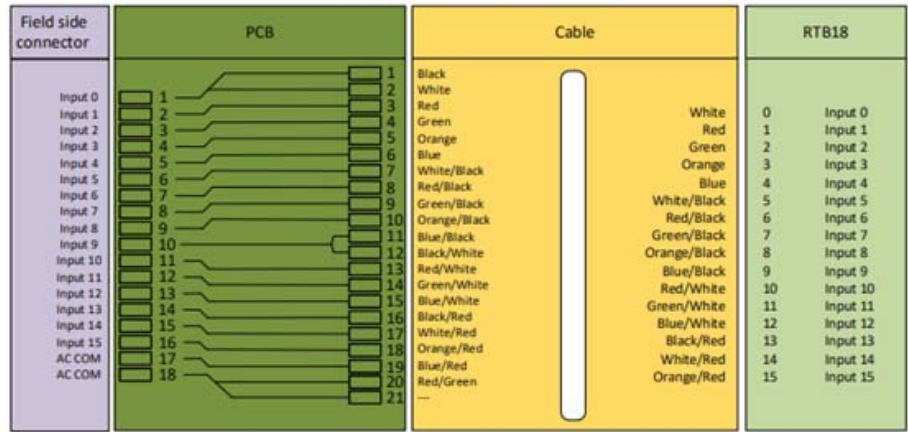 Field side connector
PCB
Cable
RTB18
Input 0
Input 1
Input 2
Input 3
Input 4
Input 5
Input 6
Input 7
Input 8
Input 9
Input 10
Input 11
Input 12
Input 13
Input 14
Input 15
AC COM
AC COM
1
2
3
4
5
6
7
8
9
10
11
12
13
14
15
16
17
18
1
2
3
4
5
6
7
8
9
10
11
12
13
14
15
16
17
18
19
20
21
Black
White
Red
Green
Orange
Blue
White/Black
Red/Black
Green/Black
Orange/Black
Blue/Black
Black/White
Red/White
Green/White
Blue/White
Black/Red
White/Red
Orange/Red
Blue/Red
Red/Green
---
White 0 Input 0
Red 1 Input 1
Green 2 Input 2
Orange 3 Input 3
Blue 4 Input 4
White/Black 5 Input 5
Red/Black 6 Input 6
Green/Black 7 Input 7
Orange/Black 8 Input 8
Blue/Black 9 Input 9
Red/White 10 Input 10
Green/White 11 Input 11
Blue/White 12 Input 12
Black/Red 13 Input 13
White/Red 14 Input 14
Orange/Red 15 Input 15